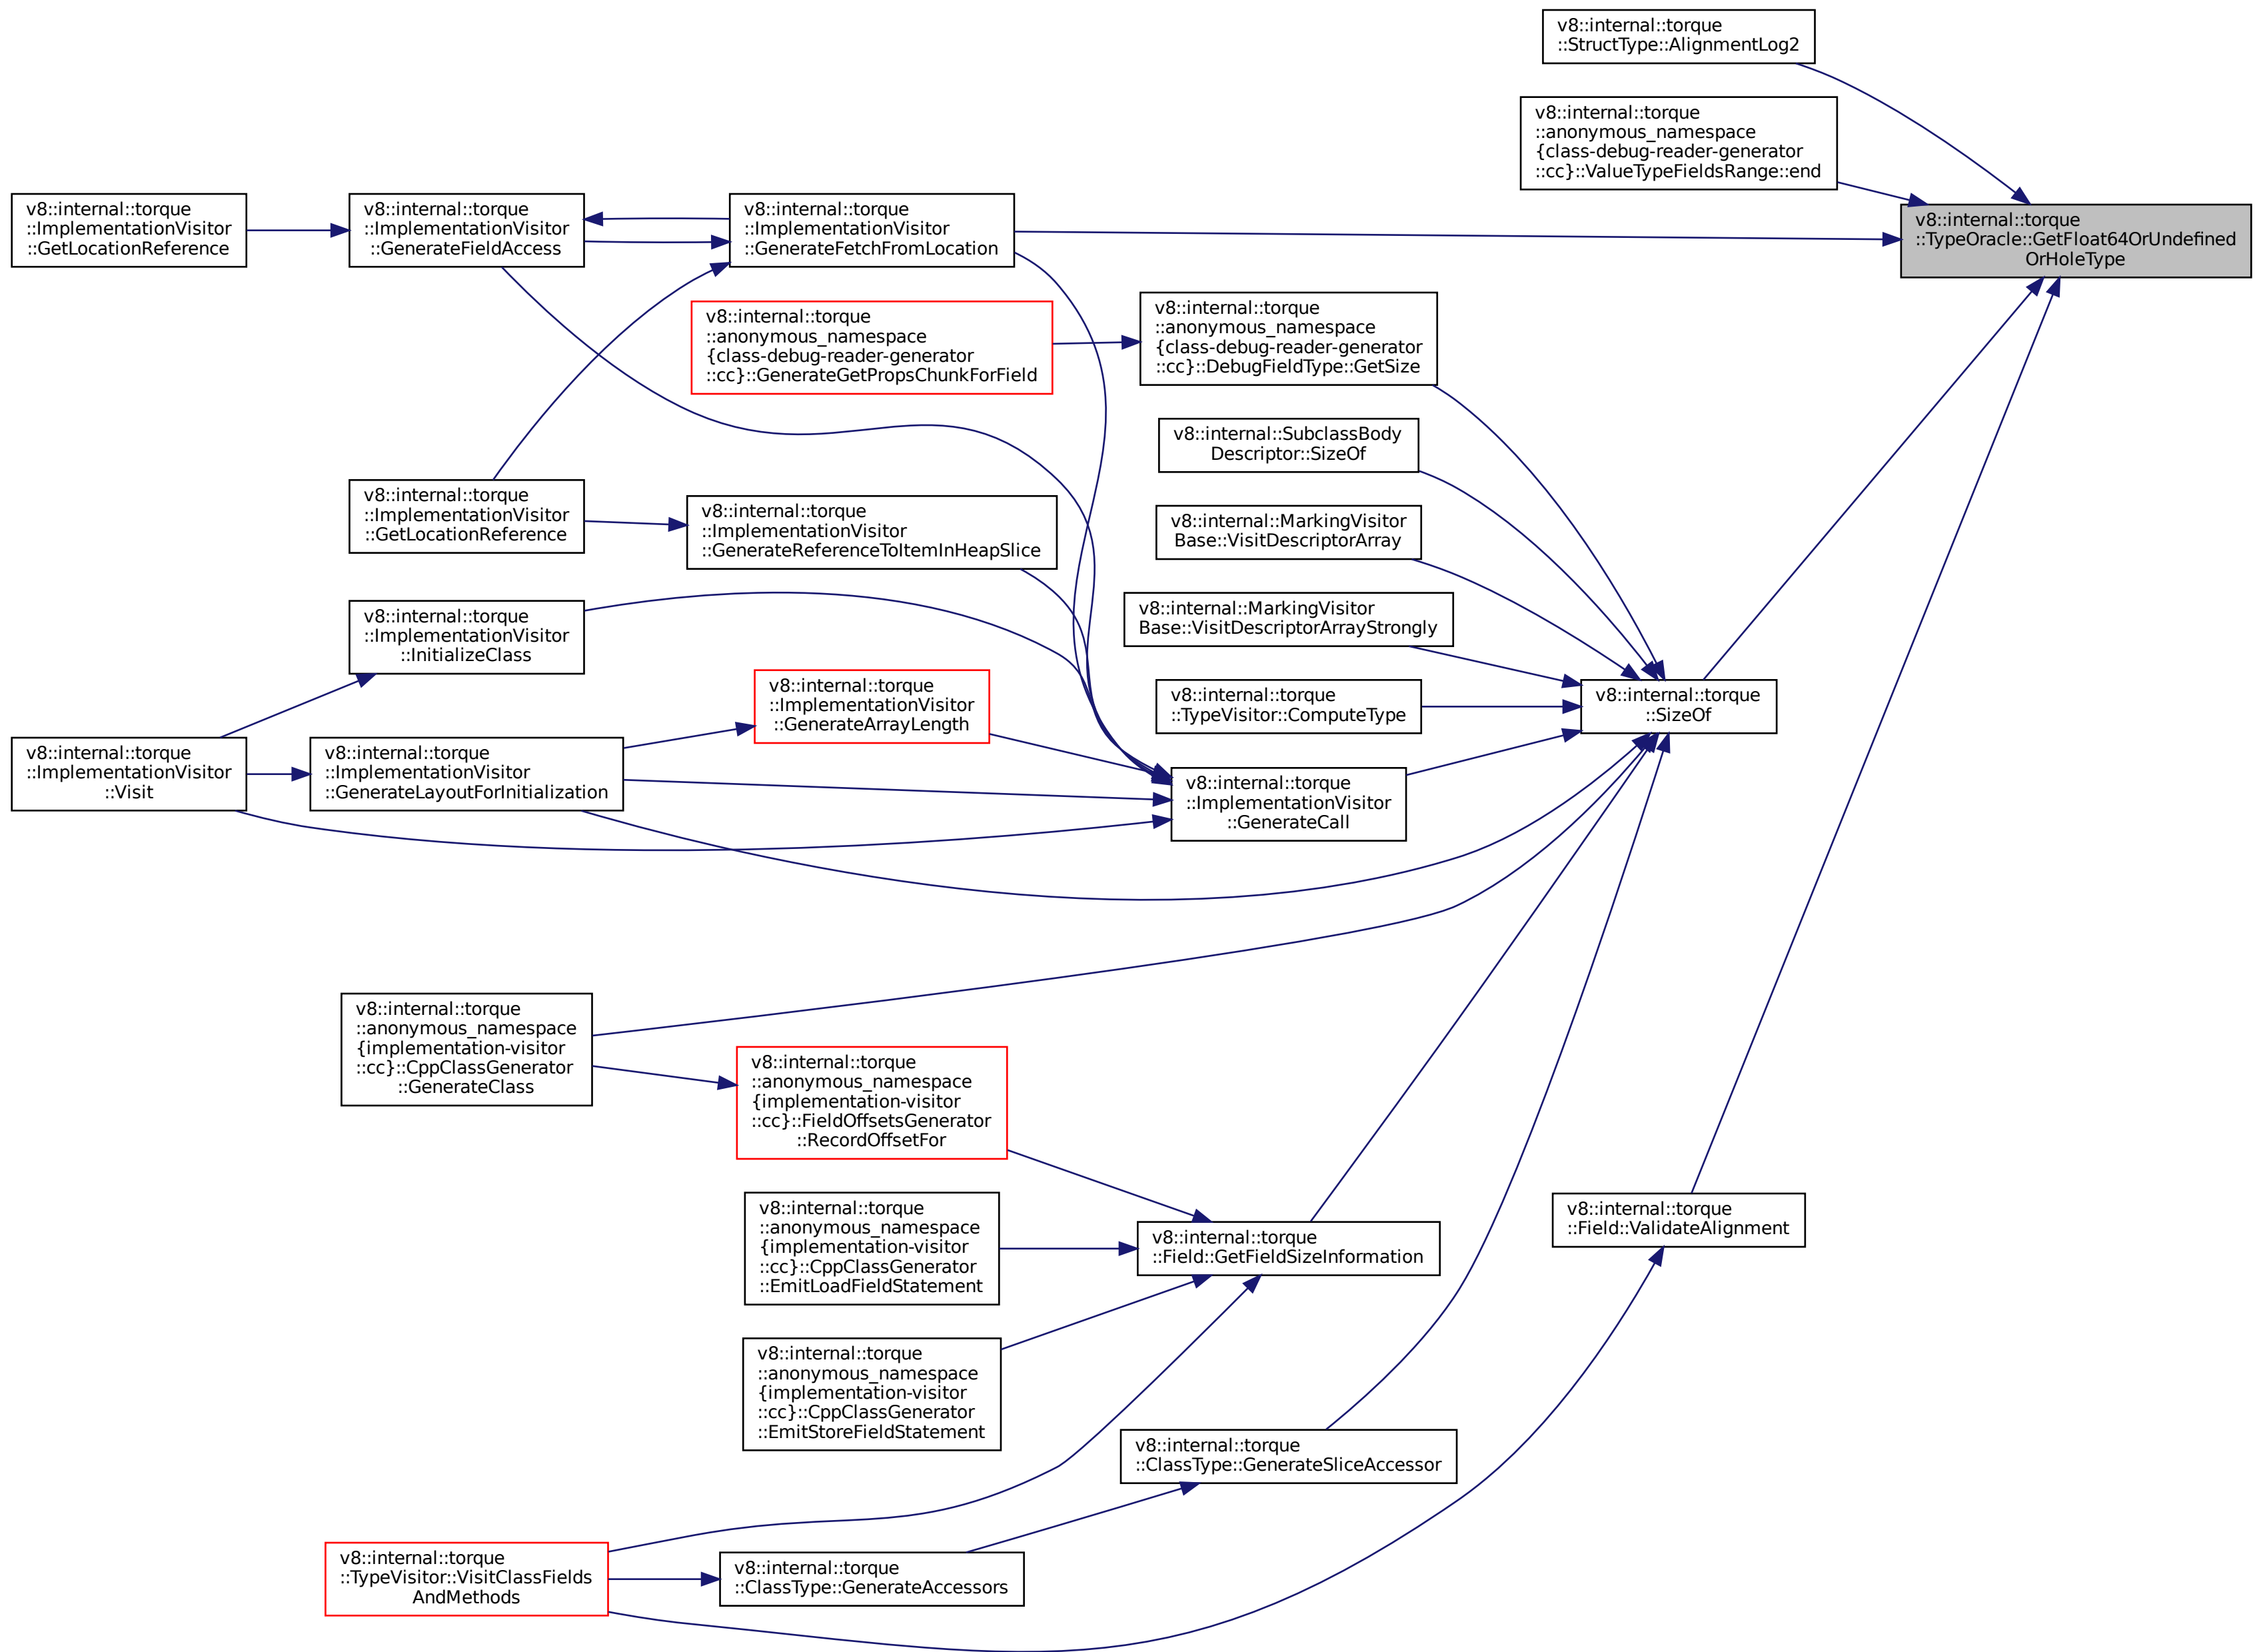 v8::internal::torque
::StructType::AlignmentLog2
v8::internal::torque
::anonymous_namespace
{class-debug-reader-generator
::cc}::ValueTypeFieldsRange::end
v8::internal::torque
::ImplementationVisitor
::GetLocationReference
v8::internal::torque
::ImplementationVisitor
::GenerateFieldAccess
v8::internal::torque
::ImplementationVisitor
::GenerateFetchFromLocation
v8::internal::torque
::TypeOracle::GetFloat64OrUndefined
OrHoleType
v8::internal::torque
::anonymous_namespace
{class-debug-reader-generator
::cc}::GenerateGetPropsChunkForField
v8::internal::torque
::anonymous_namespace
{class-debug-reader-generator
::cc}::DebugFieldType::GetSize
v8::internal::SubclassBody
Descriptor::SizeOf
v8::internal::torque
::ImplementationVisitor
::GetLocationReference
v8::internal::torque
::ImplementationVisitor
::GenerateReferenceToItemInHeapSlice
v8::internal::MarkingVisitor
Base::VisitDescriptorArray
v8::internal::MarkingVisitor
Base::VisitDescriptorArrayStrongly
v8::internal::torque
::ImplementationVisitor
::InitializeClass
v8::internal::torque
::ImplementationVisitor
::GenerateArrayLength
v8::internal::torque
::TypeVisitor::ComputeType
v8::internal::torque
::SizeOf
v8::internal::torque
::ImplementationVisitor
::Visit
v8::internal::torque
::ImplementationVisitor
::GenerateLayoutForInitialization
v8::internal::torque
::ImplementationVisitor
::GenerateCall
v8::internal::torque
::anonymous_namespace
{implementation-visitor
::cc}::CppClassGenerator
::GenerateClass
v8::internal::torque
::anonymous_namespace
{implementation-visitor
::cc}::FieldOffsetsGenerator
::RecordOffsetFor
v8::internal::torque
::anonymous_namespace
{implementation-visitor
::cc}::CppClassGenerator
::EmitLoadFieldStatement
v8::internal::torque
::Field::GetFieldSizeInformation
v8::internal::torque
::Field::ValidateAlignment
v8::internal::torque
::anonymous_namespace
{implementation-visitor
::cc}::CppClassGenerator
::EmitStoreFieldStatement
v8::internal::torque
::ClassType::GenerateSliceAccessor
v8::internal::torque
::TypeVisitor::VisitClassFields
AndMethods
v8::internal::torque
::ClassType::GenerateAccessors